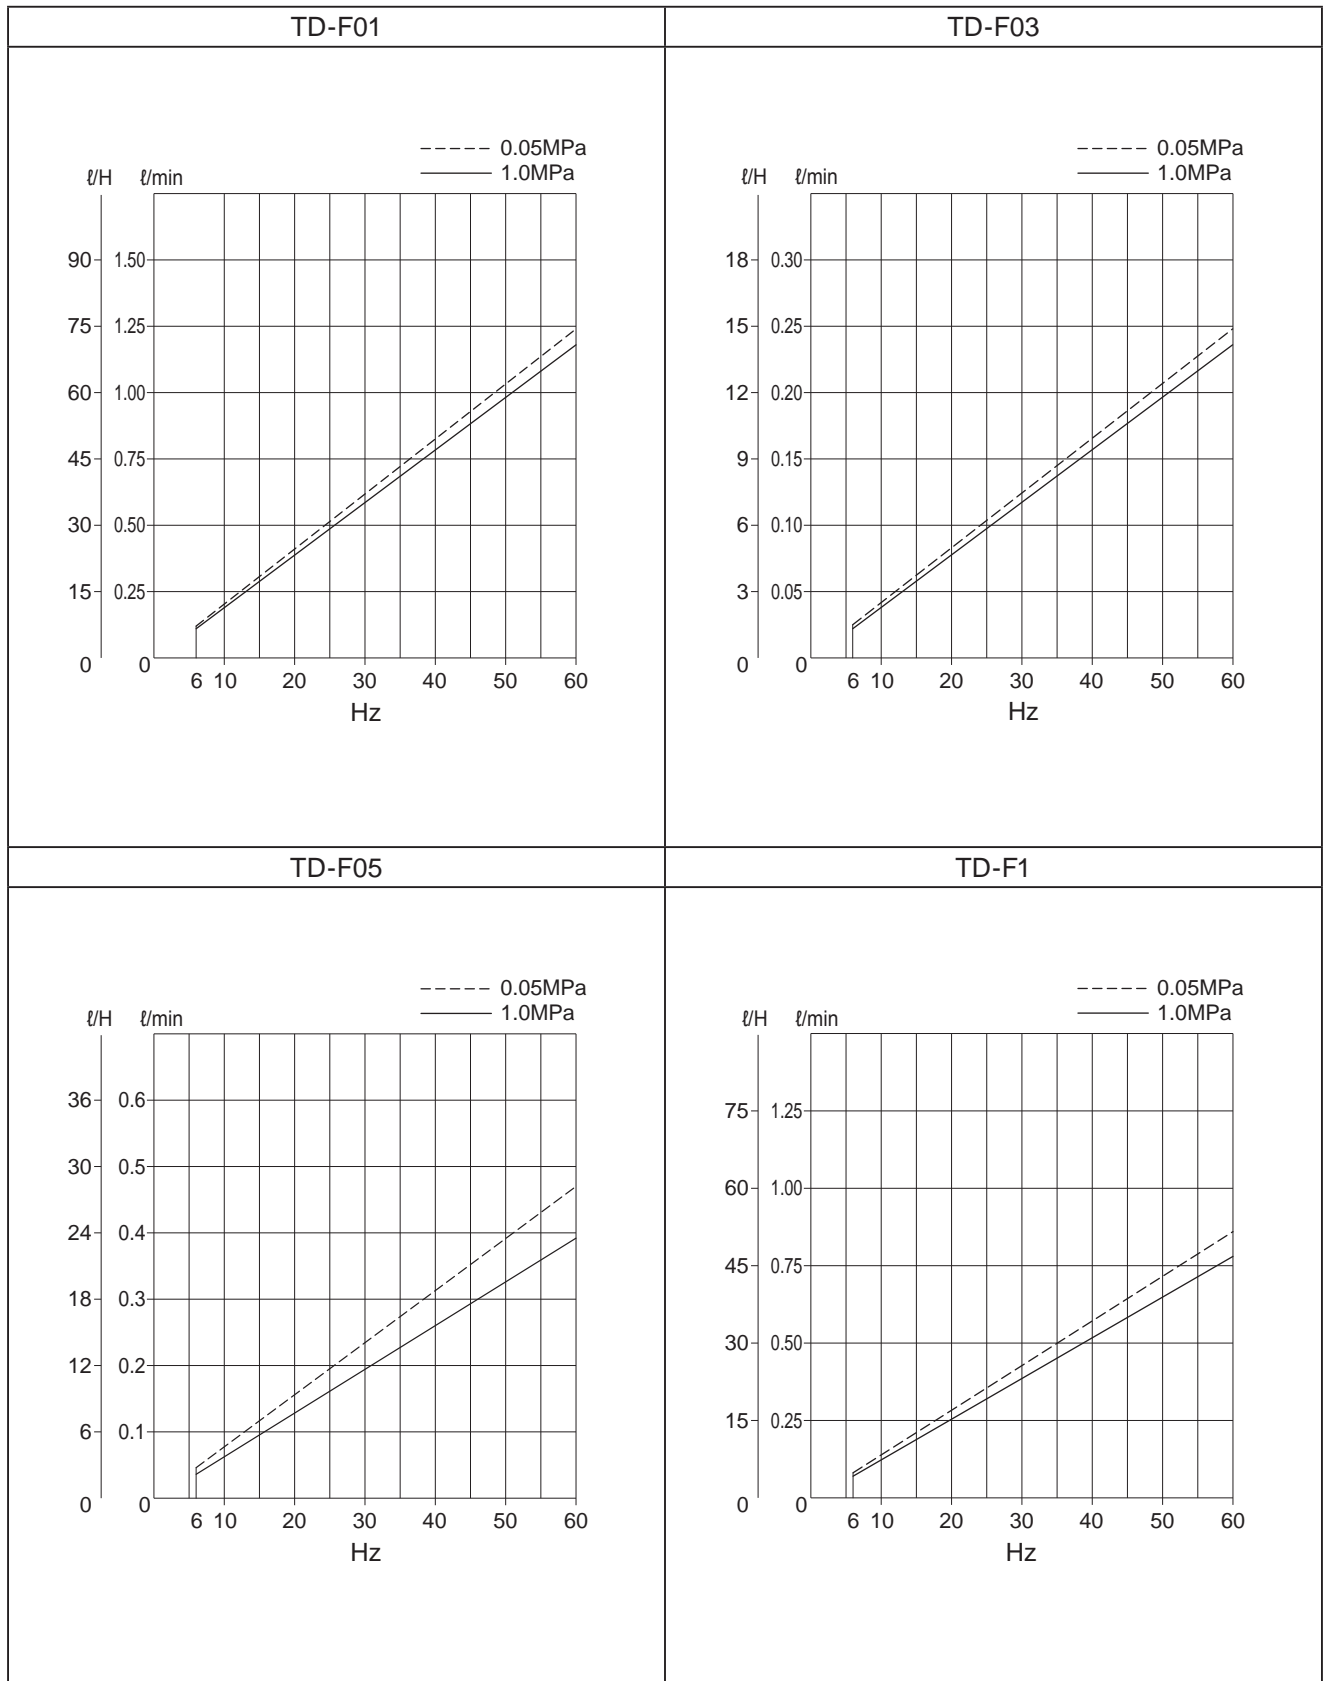 TD-F01
0.05MPa
1.0MPa
ℓ/H ℓ/min
90 1.50
75 1.25
60 1.00
45 0.75
30 0.50
15 0.25
0 0
6 10 20 30 40 50 60
Hz
TD-F03
0.05MPa
1.0MPa
ℓ/H ℓ/min
18 0.30
15 0.25
12 0.20
9 0.15
6 0.10
3 0.05
0 0
6 10 20 30 40 50 60
Hz
TD-F05
0.05MPa
1.0MPa
ℓ/H ℓ/min
36 0.6
30 0.5
24 0.4
18 0.3
12 0.2
6 0.1
0 0
6 10 20 30 40 50 60
Hz
TD-F1
0.05MPa
1.0MPa
ℓ/H ℓ/min
75 1.25
60 1.00
45 0.75
30 0.50
15 0.25
0 0
6 10 20 30 40 50 60
Hz